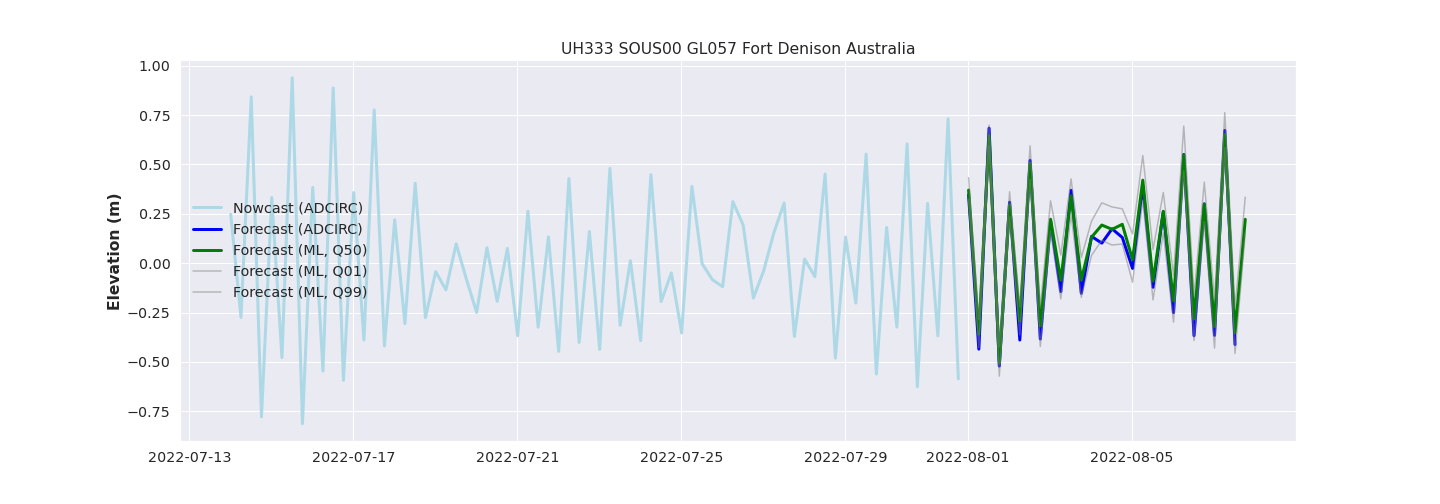 UH333 SOUS00 GL057 Fort Denison Australia
1.00
0.75
0.50
0.25
0.00
−0.25
−0.50
−0.75
Elevation (m)
Nowcast (ADCIRC)
Forecast (ADCIRC)
Forecast (ML, Q50)
Forecast (ML, Q01)
Forecast (ML, Q99)
2022-07-13
2022-07-17
2022-07-21
2022-07-25
2022-07-29
2022-08-01
2022-08-05